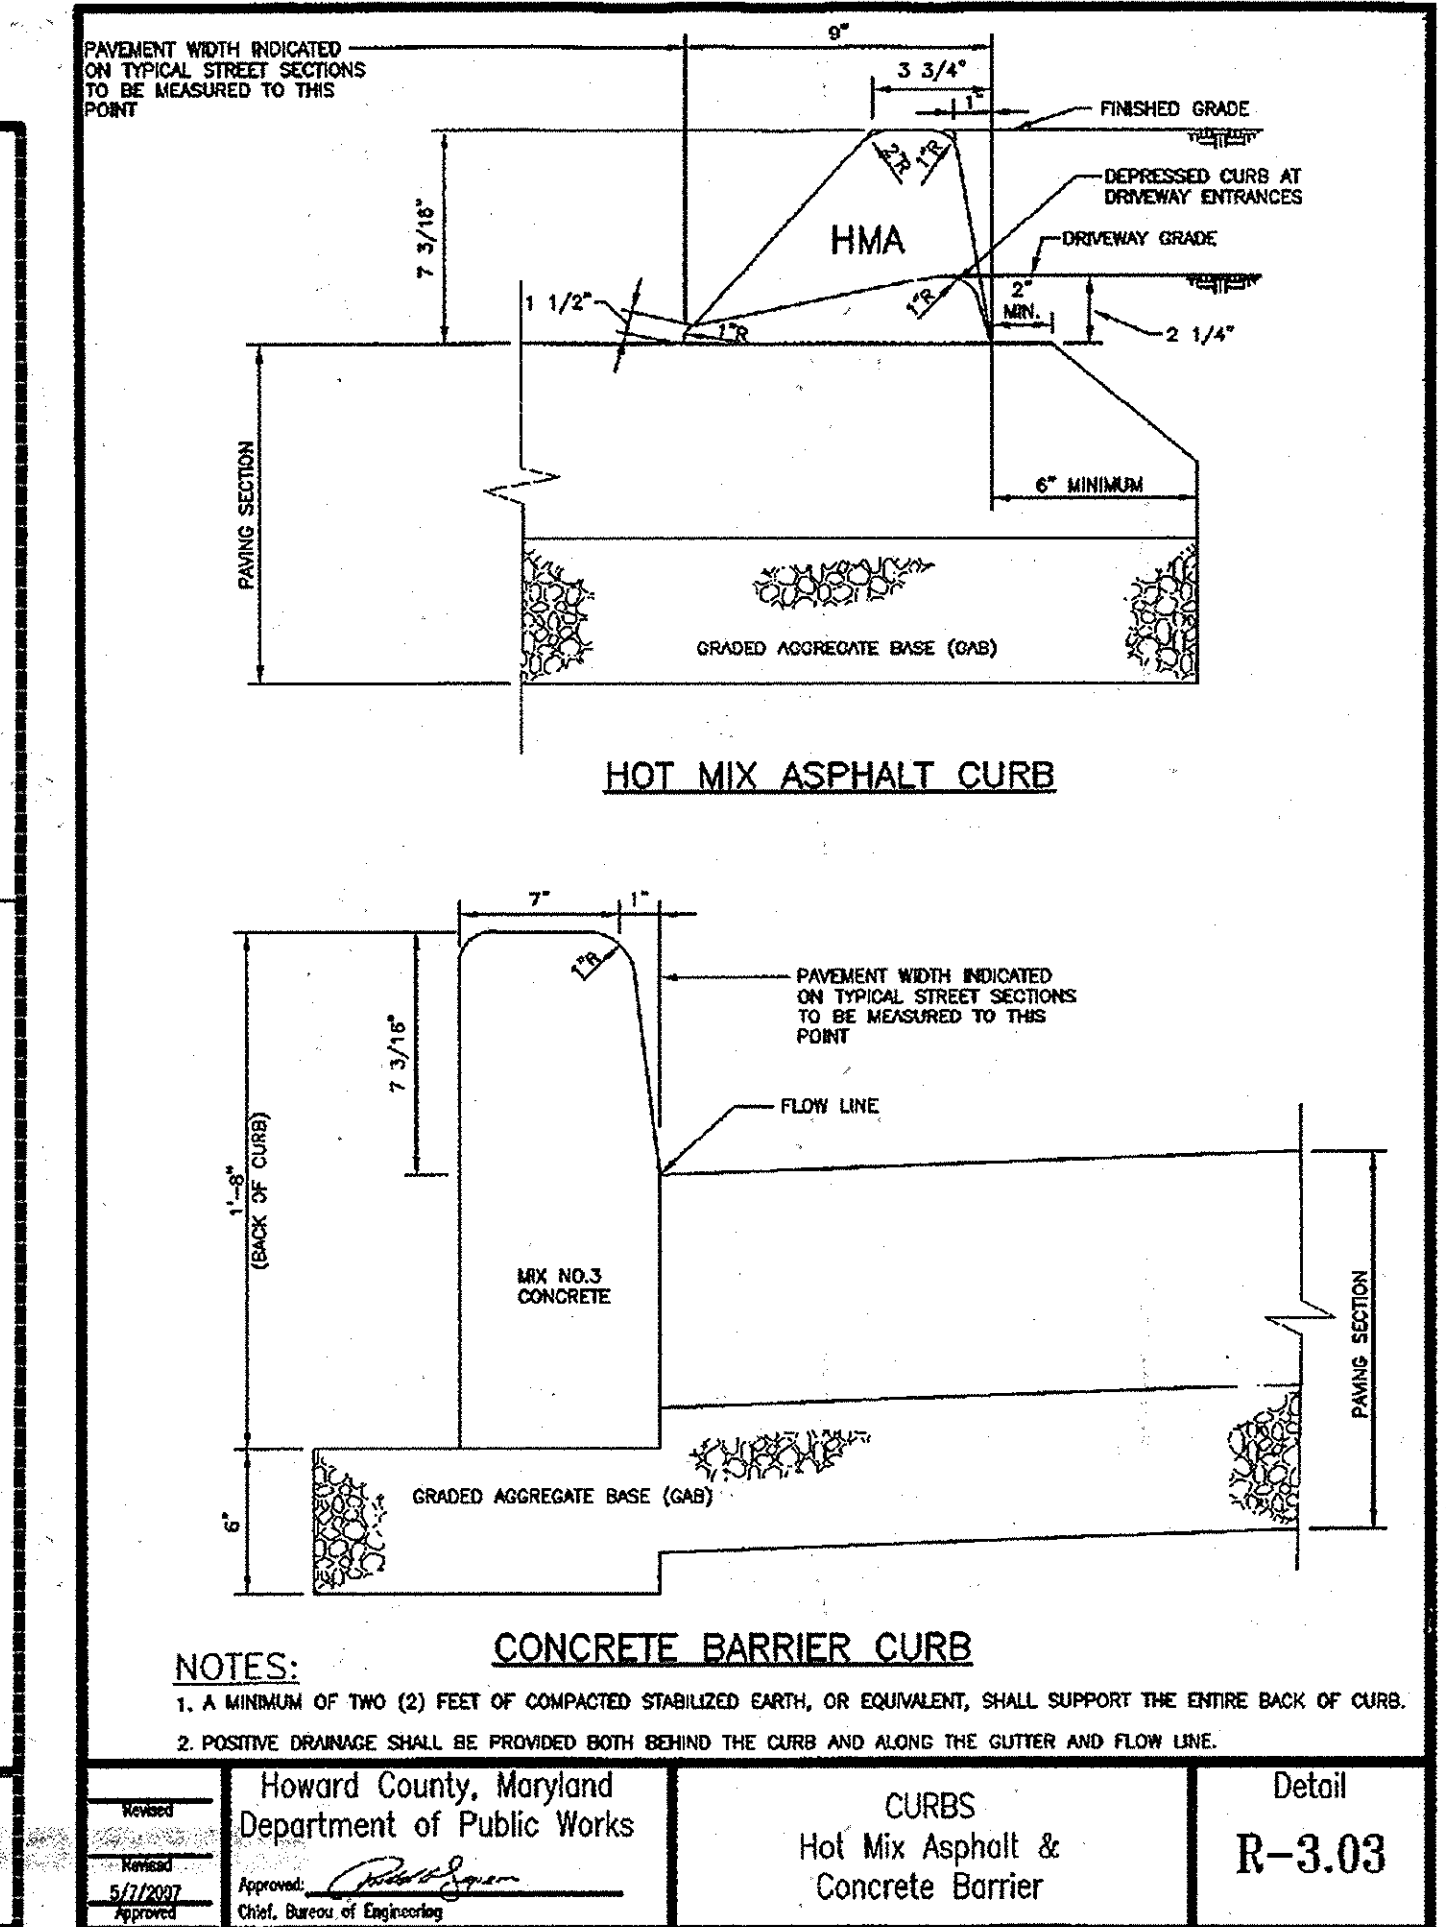 PAVEMENT WIDTH INDICATED
ON TYPICAL STREET SECTIONS
TO BE MEASURED TO THIS
POINT
9"
3 3/4"
1"
FINISHED GRADE
2"R
1"R
DEPRESSED CURB AT
DRIVEWAY ENTRANCES
7 3/16"
HMA
DRIVEWAY GRADE
1 1/2"
1"R
1"R
2"
MIN.
2 1/4"
PAVING SECTION
6" MINIMUM
GRADED AGGREGATE BASE (GAB)
HOT MIX ASPHALT CURB
7"
1"
1"R
PAVEMENT WIDTH INDICATED
ON TYPICAL STREET SECTIONS
TO BE MEASURED TO THIS
POINT
7 3/16"
FLOW LINE
1'-8"
(BACK OF CURB)
MIX NO.3
CONCRETE
PAVING SECTION
GRADED AGGREGATE BASE (GAB)
6"
CONCRETE BARRIER CURB
NOTES:
1. A MINIMUM OF TWO (2) FEET OF COMPACTED STABILIZED EARTH, OR EQUIVALENT, SHALL SUPPORT THE ENTIRE BACK OF CURB.
2. POSITIVE DRAINAGE SHALL BE PROVIDED BOTH BEHIND THE CURB AND ALONG THE GUTTER AND FLOW LINE.
Revised
Revised
5/7/2007
Approved
Howard County, Maryland
Department of Public Works
Approved:
Chief, Bureau of Engineering
CURBS
Hot Mix Asphalt &
Concrete Barrier
Detail
R-3.03